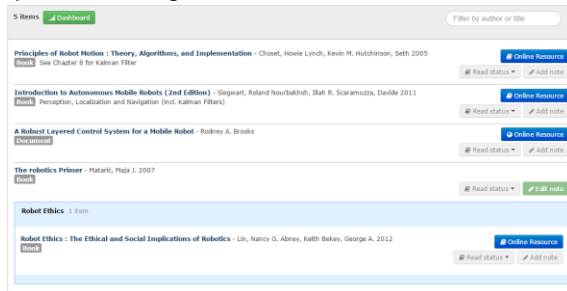 5 items Dashboard Filter by author or title
Principles of Robot Motion : Theory, Algorithms, and Implementation - Choset, Howie Lynch, Kevin M. Hutchinson, Seth 2005
Online Resource
Book See Chapter 8 for Kalman Filter
Read status Add note
Introduction to Autonomous Mobile Robots (2nd Edition) - Siegwart, Roland Nourbakhsh, Illah R. Scaramuzza, Davide 2011
Online Resource
Book Perception, Localization and Navigation (incl. Kalman Filters)
Read status Add note
A Robust Layered Control System for a Mobile Robot - Rodney A. Brooks
Online Resource
Document
Read status Add note
The robotics Primer - Matarić, Maja J. 2007
Book
Read status Edit note
Robot Ethics 1 item
Robot Ethics : The Ethical and Social Implications of Robotics - Lin, Nancy G. Abney, Keith Bekey, George A. 2012
Online Resource
Book
Read status Add note